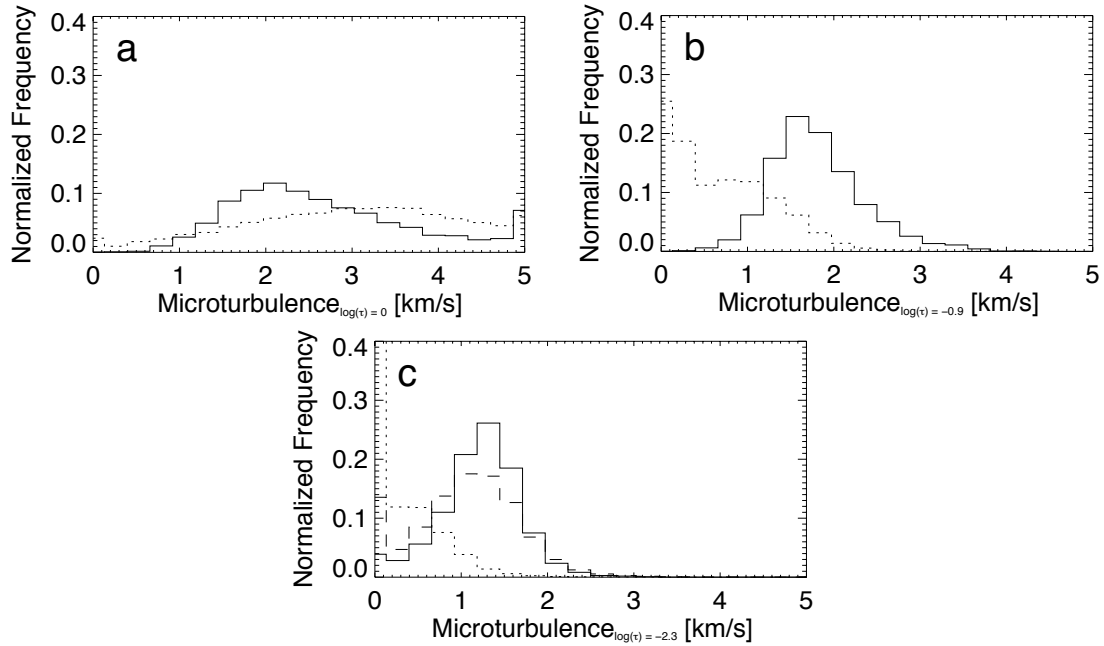 0.4
a
0.3
0.2
0.1
0.0
Normalized Frequency
0 1 2 3 4 5
Microturbulence log(τ) = 0 [km/s]
0.4
b
0.3
0.2
0.1
0.0
Normalized Frequency
0 1 2 3 4 5
Microturbulence log(τ) = −0.9 [km/s]
0.4
c
0.3
0.2
0.1
0.0
Normalized Frequency
0 1 2 3 4 5
Microturbulence log(τ) = −2.3 [km/s]